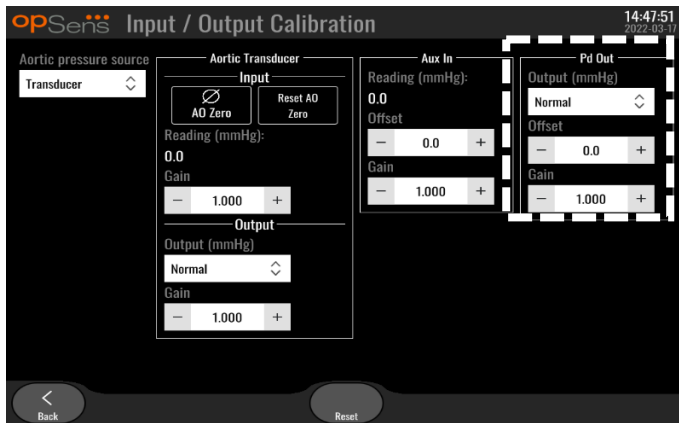 opSens Input / Output Calibration
14:47:51
2022-03-17
Aortic pressure source
Transducer
Aortic Transducer
Input
AO Zero
Reset AO
Zero
Reading (mmHg):
0.0
Gain
− 1.000 +
Output
Output (mmHg)
Normal
Gain
− 1.000 +
Aux In
Reading (mmHg):
0.0
Offset
− 0.0 +
Gain
− 1.000 +
Pd Out
Output (mmHg)
Normal
Offset
− 0.0 +
Gain
− 1.000 +
Back
Reset